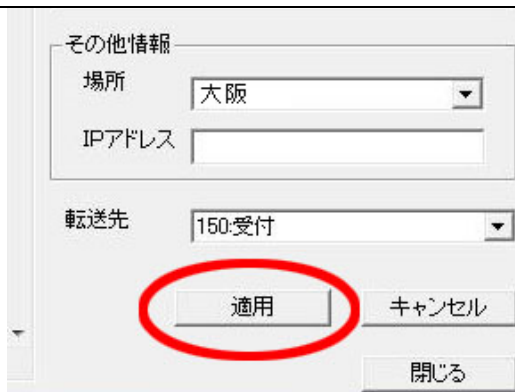 その他情報
場所
大阪
IPアドレス
転送先
150:受付
適用
キャンセル
閉じる